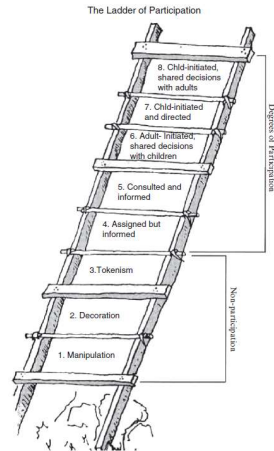 The Ladder of Participation
8. Chld-initiated,
shared decisions
with adults
7. Chld-initiated
and directed
6. Adult- Initiated,
shared decisions
with children
5. Consulted and
informed
4. Assigned but
informed
3.Tokenism
2. Decoration
1. Manipulation
Degrees of Participation
Non-participation